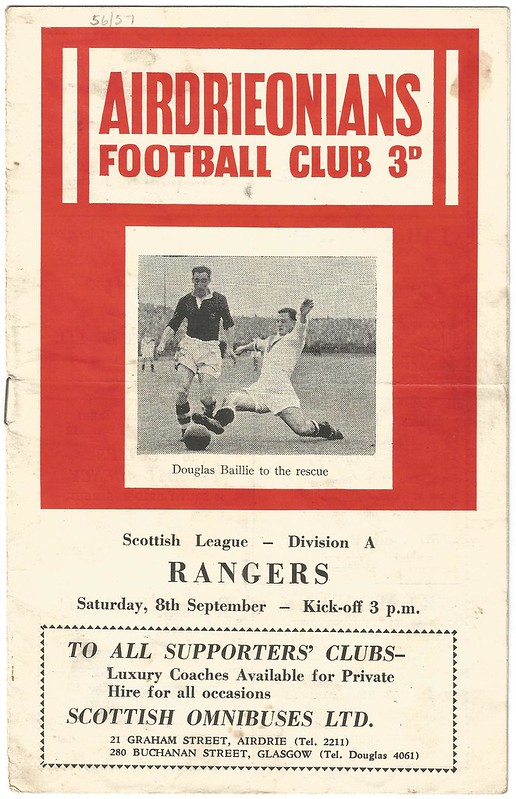 56/57
AIRDRIEONIANS
FOOTBALL CLUB 3D
Douglas Baillie to the rescue
Scottish League – Division A
RANGERS
Saturday, 8th September – Kick-off 3 p.m.
TO ALL SUPPORTERS' CLUBS–
Luxury Coaches Available for Private
Hire for all occasions
SCOTTISH OMNIBUSES LTD.
21 GRAHAM STREET, AIRDRIE (Tel. 2211)
280 BUCHANAN STREET, GLASGOW (Tel. Douglas 4061)